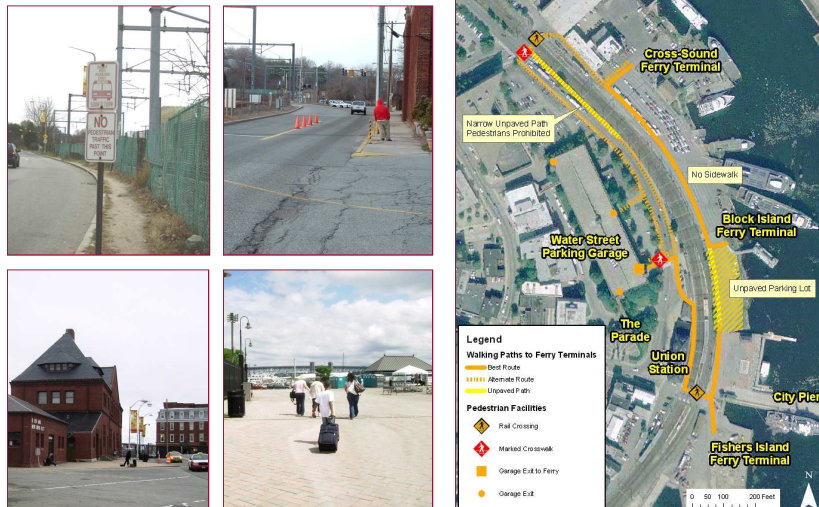 NO
PEDESTRIAN
TRAFFIC
PAST THIS
POINT
Cross-Sound
Ferry Terminal
Narrow Unpaved Path
Pedestrians Prohibited
No Sidewalk
Block Island
Ferry Terminal
Water Street
Parking Garage
Unpaved Parking Lot
The
Parade
Union
Station
City Pier
Fishers Island
Ferry Terminal
Legend
Walking Paths to Ferry Terminals
Best Route
Alternate Route
Unpaved Path
Pedestrian Facilities
Rail Crossing
Marked Crosswalk
Garage Exit to Ferry
Garage Exit
N
0 50 100 200 Feet